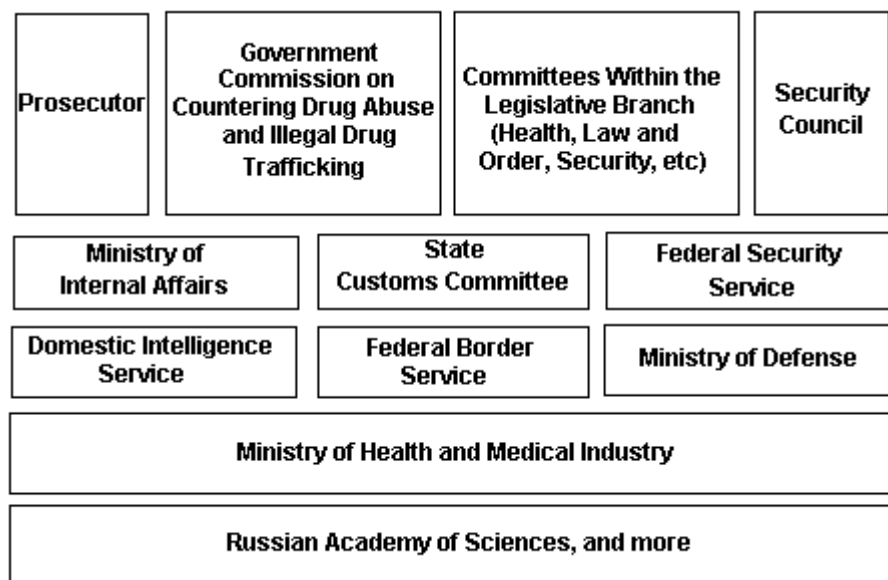 Prosecutor
Government
Commission on
Countering Drug Abuse
and Illegal Drug
Trafficking
Committees Within the
Legislative Branch
(Health, Law and
Order, Security, etc)
Security
Council
Ministry of
Internal Affairs
State
Customs Committee
Federal Security
Service
Domestic Intelligence
Service
Federal Border
Service
Ministry of Defense
Ministry of Health and Medical Industry
Russian Academy of Sciences, and more